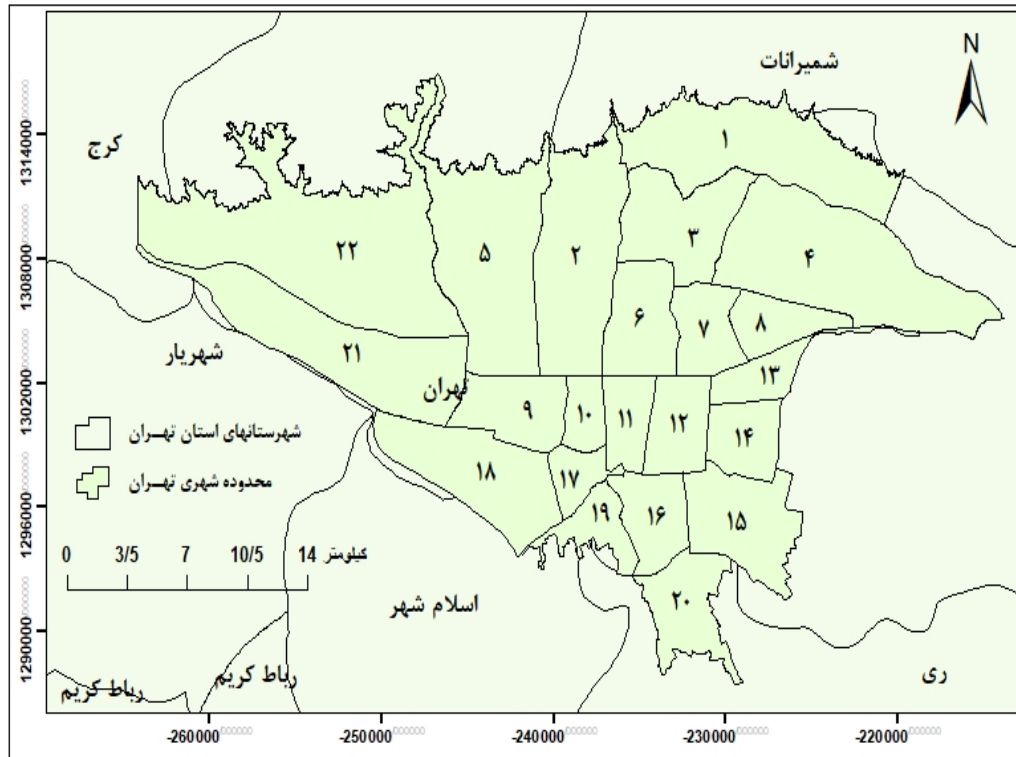 N
شمیرانات
کرج
۱
۲۲
۵
۲
۳
۴
۶
۷
۸
۲۱
شهریار
تهران
۱۳
۹
۱۰
۱۱
۱۲
۱۴
۱۸
۱۷
۱۹
۱۶
۱۵
۲۰
شهرستانهای استان تهــران
محدوده شهری تهــران
0 3/5 7 10/5 14 کیلومتر
اسلام شهر
ری
رباط کریم
رباط کریم
1314000
1308000
1302000
1296000
1290000
-260000 -250000 -240000 -230000 -220000